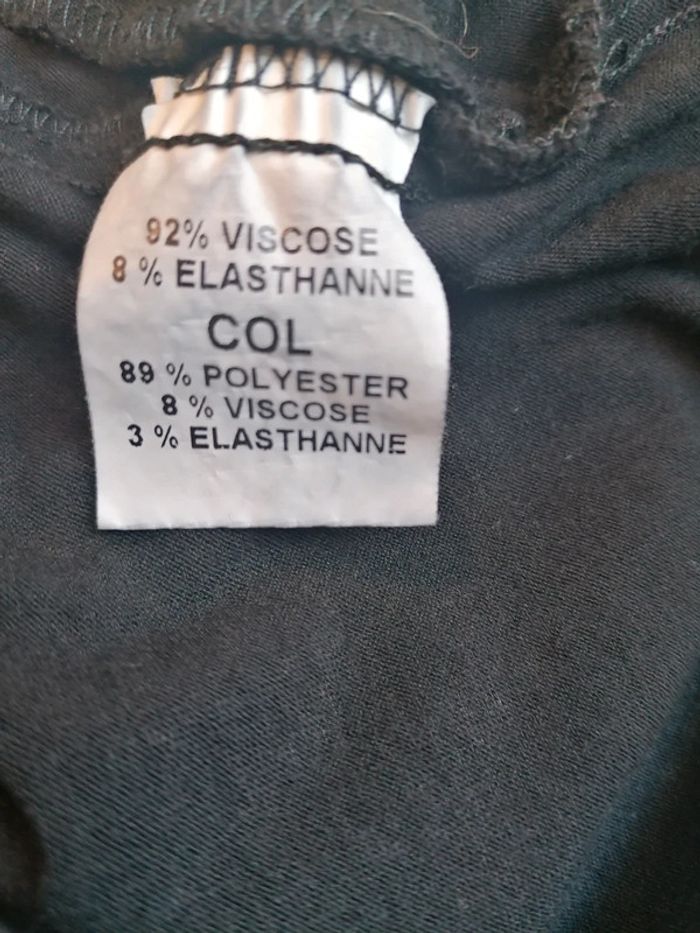 92% VISCOSE
8 % ELASTHANNE
COL
89 % POLYESTER
8 % VISCOSE
3 % ELASTHANNE